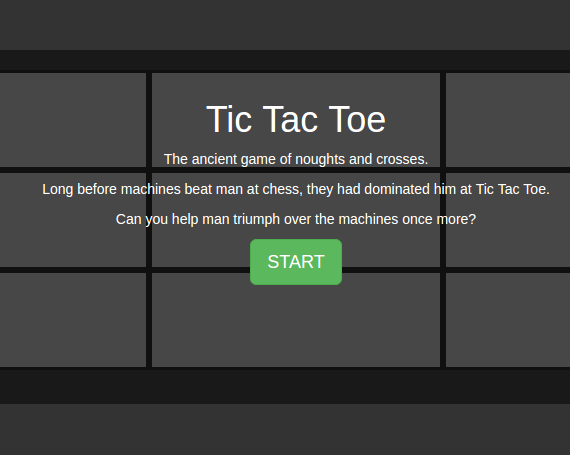 Tic Tac Toe
The ancient game of noughts and crosses.
Long before machines beat man at chess, they had dominated him at Tic Tac Toe.
Can you help man triumph over the machines once more?
START